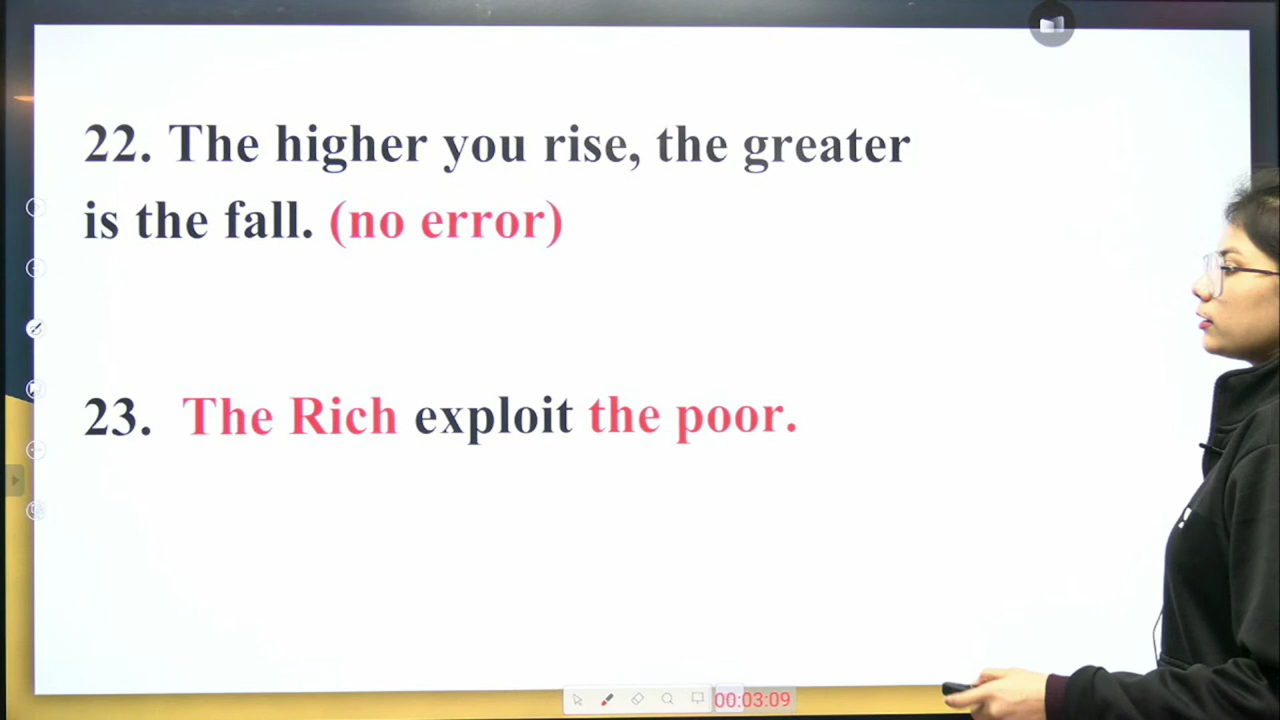 22. The higher you rise, the greater
is the fall. (no error)
23. The Rich exploit the poor.
00:03:09